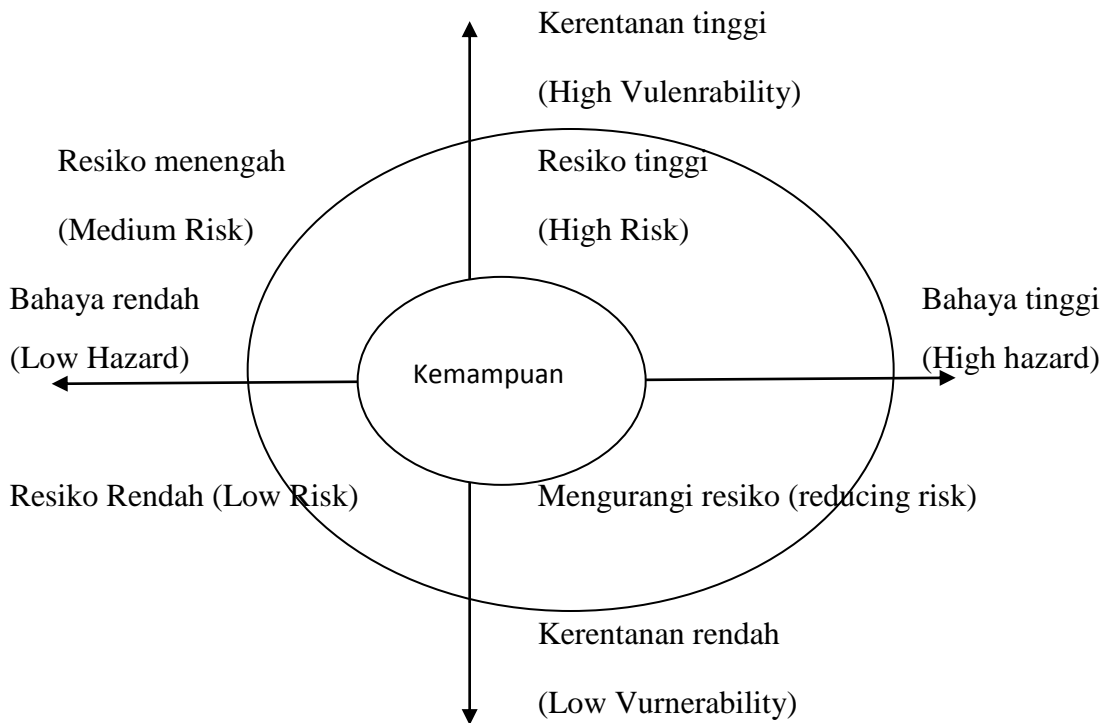 Kerentanan tinggi
(High Vulenrability)
Resiko menengah
(Medium Risk)
Resiko tinggi
(High Risk)
Bahaya rendah
(Low Hazard)
Bahaya tinggi
(High hazard)
Kemampuan
Resiko Rendah (Low Risk)
Mengurangi resiko (reducing risk)
Kerentanan rendah
(Low Vurnerability)